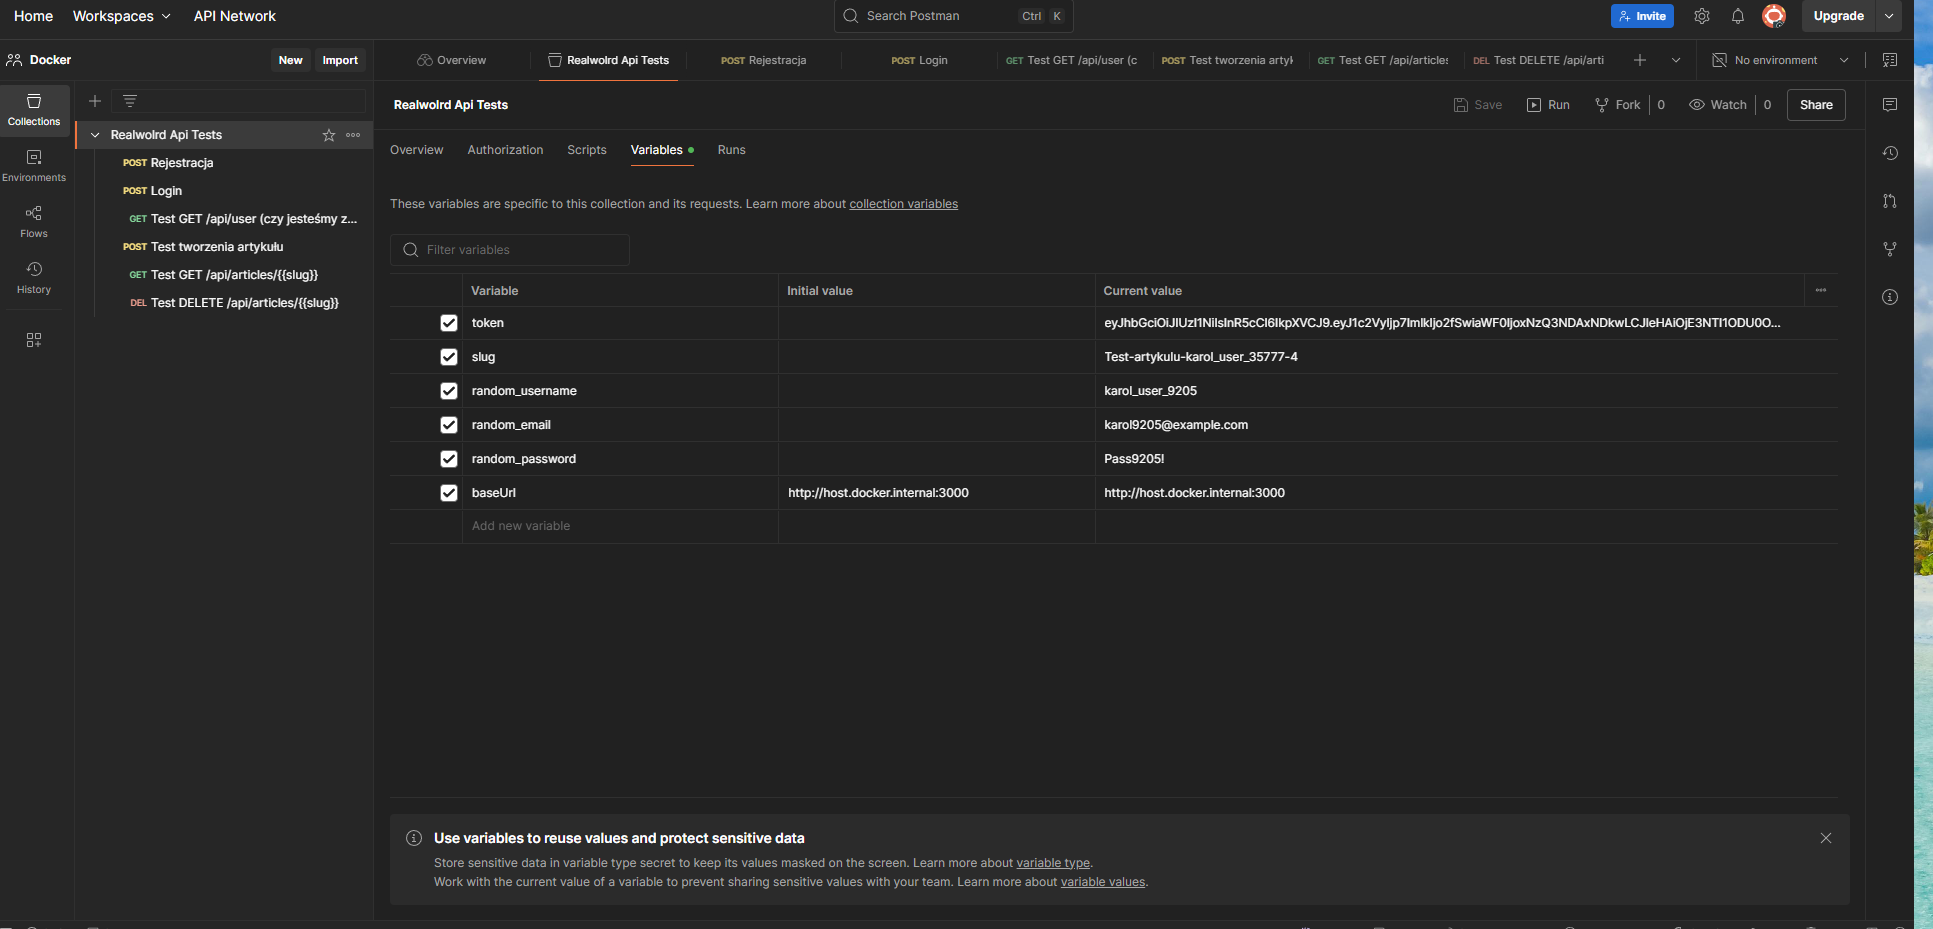 Home Workspaces API Network Search Postman Ctrl K Invite Upgrade
Docker New Import Overview Realwolrd Api Tests POST Rejestracja POST Login GET Test GET /api/user (c POST Test tworzenia artyk GET Test GET /api/articles DEL Test DELETE /api/arti No environment
Collections
Environments
Flows
History
Realwolrd Api Tests
POST Rejestracja
POST Login
GET Test GET /api/user (czy jesteśmy z...
POST Test tworzenia artykułu
GET Test GET /api/articles/{{slug}}
DEL Test DELETE /api/articles/{{slug}}
Realwolrd Api Tests Save Run Fork 0 Watch 0 Share
Overview Authorization Scripts Variables Runs
These variables are specific to this collection and its requests. Learn more about collection variables
Filter variables
Variable Initial value Current value
token
slug Test-artykulu-karol_user_35777-4
random_username karol_user_9205
random_email karol9205@example.com
random_password Pass9205!
baseUrl http://host.docker.internal:3000 http://host.docker.internal:3000
Add new variable
Use variables to reuse values and protect sensitive data
Store sensitive data in variable type secret to keep its values masked on the screen. Learn more about variable type.
Work with the current value of a variable to prevent sharing sensitive values with your team. Learn more about variable values.